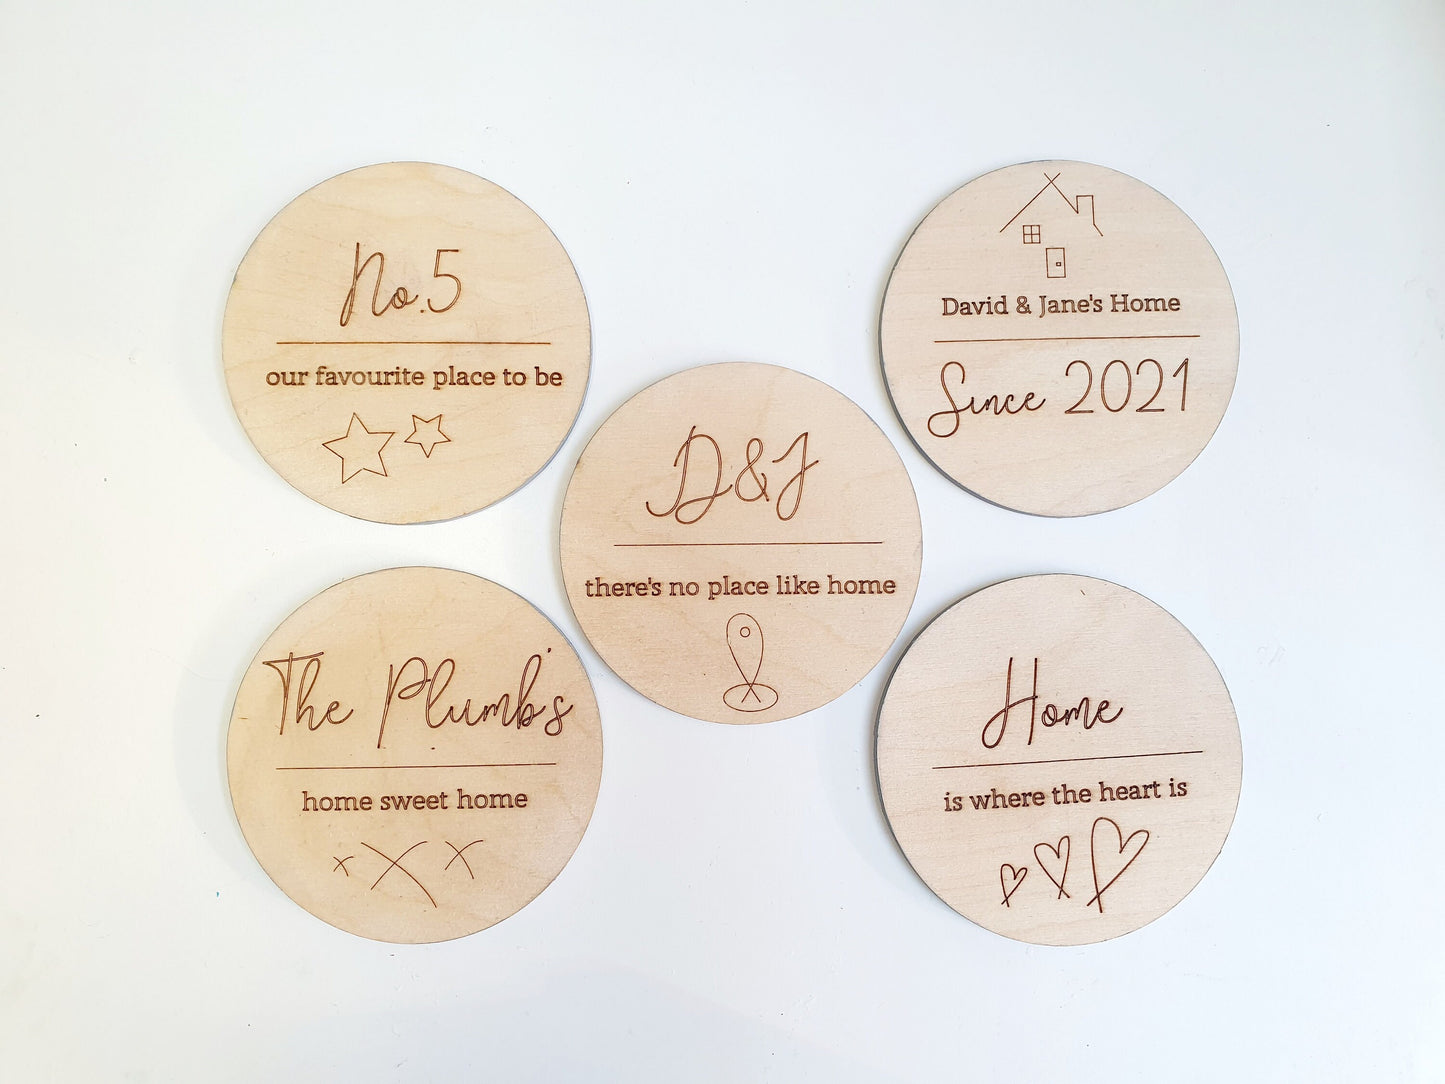 No.5
our favourite place to be
David & Jane's Home
Since 2021
D&J
there's no place like home
The Plumb's
home sweet home
Home
is where the heart is